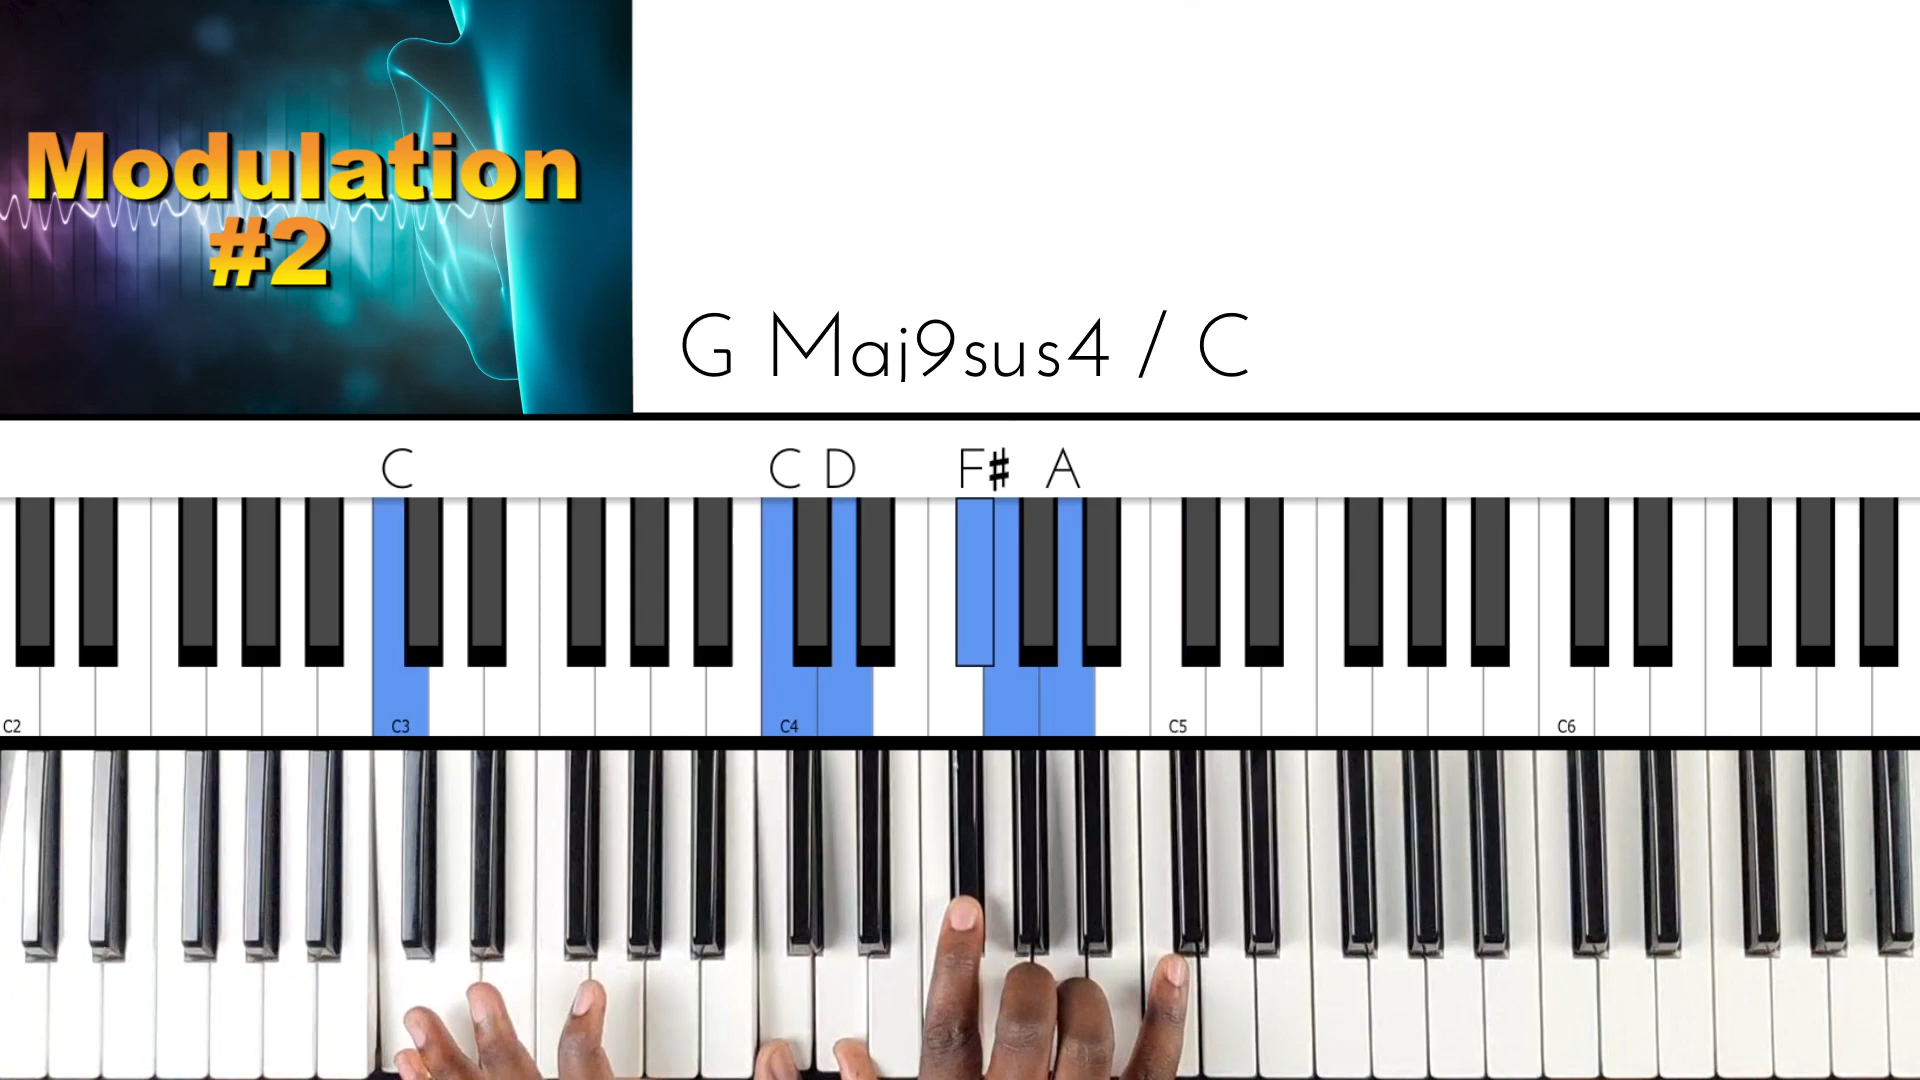 Modulation
#2
G Maj9sus4 / C
C C D F♯ A
C2 C3 C4 C5 C6